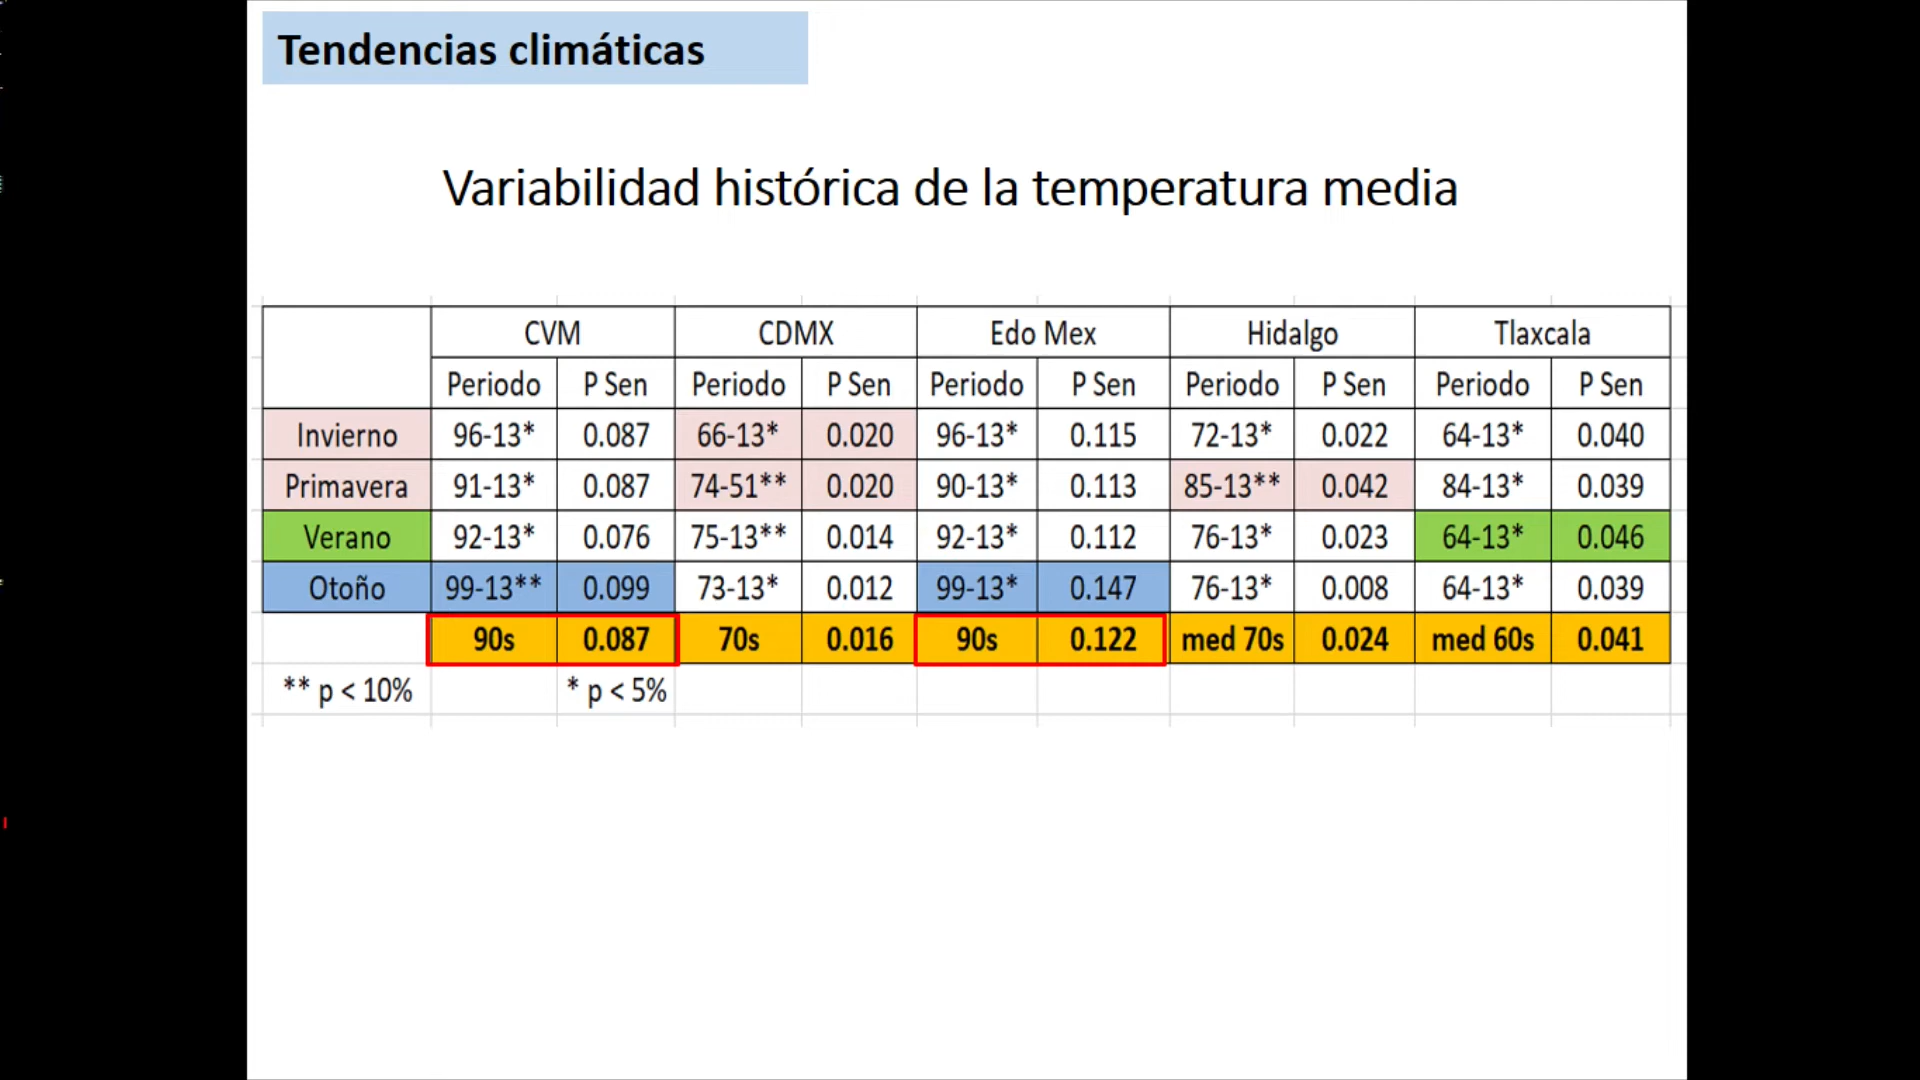 Tendencias climáticas
Variabilidad histórica de la temperatura media
CVM CDMX Edo Mex Hidalgo Tlaxcala
Periodo P Sen Periodo P Sen Periodo P Sen Periodo P Sen Periodo P Sen
Invierno 96-13* 0.087 66-13* 0.020 96-13* 0.115 72-13* 0.022 64-13* 0.040
Primavera 91-13* 0.087 74-51** 0.020 90-13* 0.113 85-13** 0.042 84-13* 0.039
Verano 92-13* 0.076 75-13** 0.014 92-13* 0.112 76-13* 0.023 64-13* 0.046
Otoño 99-13** 0.099 73-13* 0.012 99-13* 0.147 76-13* 0.008 64-13* 0.039
90s 0.087 70s 0.016 90s 0.122 med 70s 0.024 med 60s 0.041
** p < 10% * p < 5%